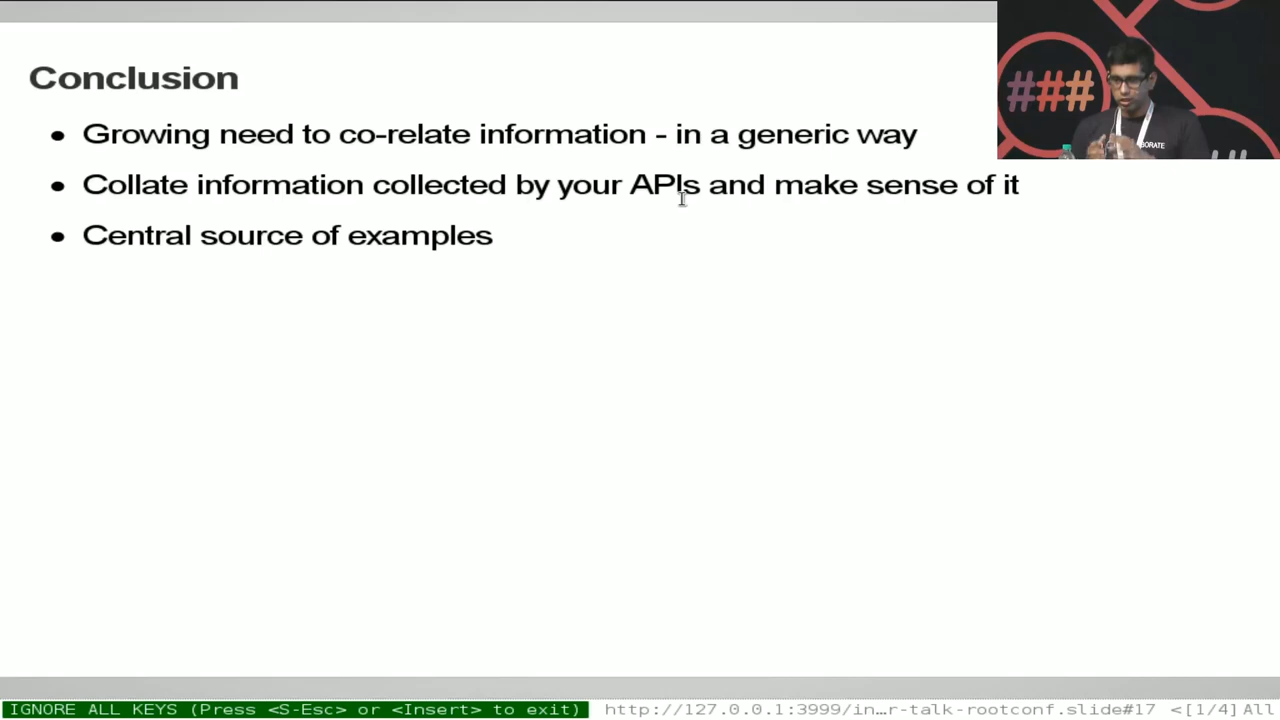 Conclusion
• Growing need to co-relate information - in a generic way
• Collate information collected by your APIs and make sense of it
• Central source of examples
###
BORATE
IGNORE ALL KEYS (Press <S-Esc> or <Insert> to exit)
http://127.0.0.1:3999/in…r-talk-rootconf.slide#17 <[1/4]All